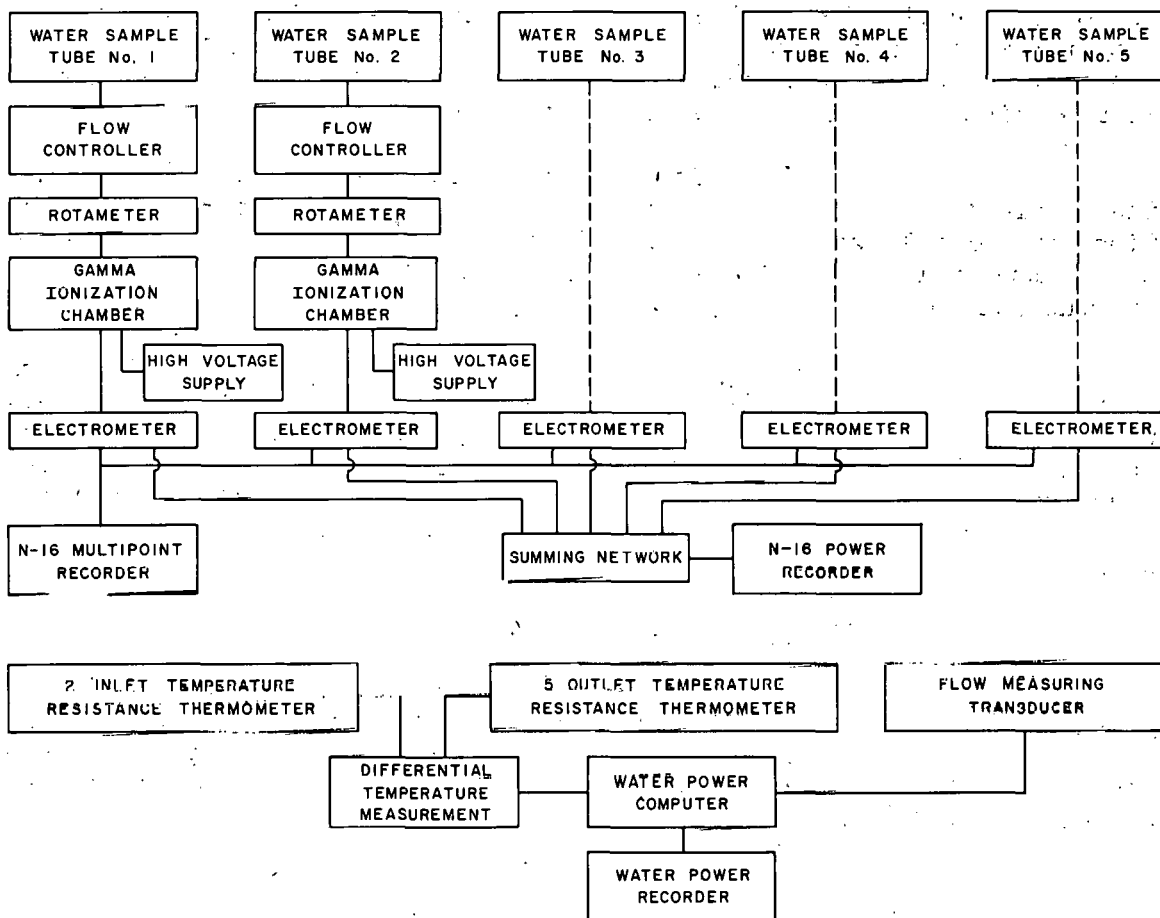 WATER SAMPLE
TUBE No. 1
WATER SAMPLE
TUBE No. 2
WATER SAMPLE
TUBE No. 3
WATER SAMPLE
TUBE No. 4
WATER SAMPLE
TUBE No. 5
FLOW
CONTROLLER
FLOW
CONTROLLER
ROTAMETER
ROTAMETER
GAMMA
IONIZATION
CHAMBER
GAMMA
IONIZATION
CHAMBER
HIGH VOLTAGE
SUPPLY
HIGH VOLTAGE
SUPPLY
ELECTROMETER
ELECTROMETER
ELECTROMETER
ELECTROMETER
ELECTROMETER
N-16 MULTIPOINT
RECORDER
SUMMING NETWORK
N-16 POWER
RECORDER
2 INLET TEMPERATURE
RESISTANCE THERMOMETER
5 OUTLET TEMPERATURE
RESISTANCE THERMOMETER
FLOW MEASURING
TRANSDUCER
DIFFERENTIAL
TEMPERATURE
MEASUREMENT
WATER POWER
COMPUTER
WATER POWER
RECORDER